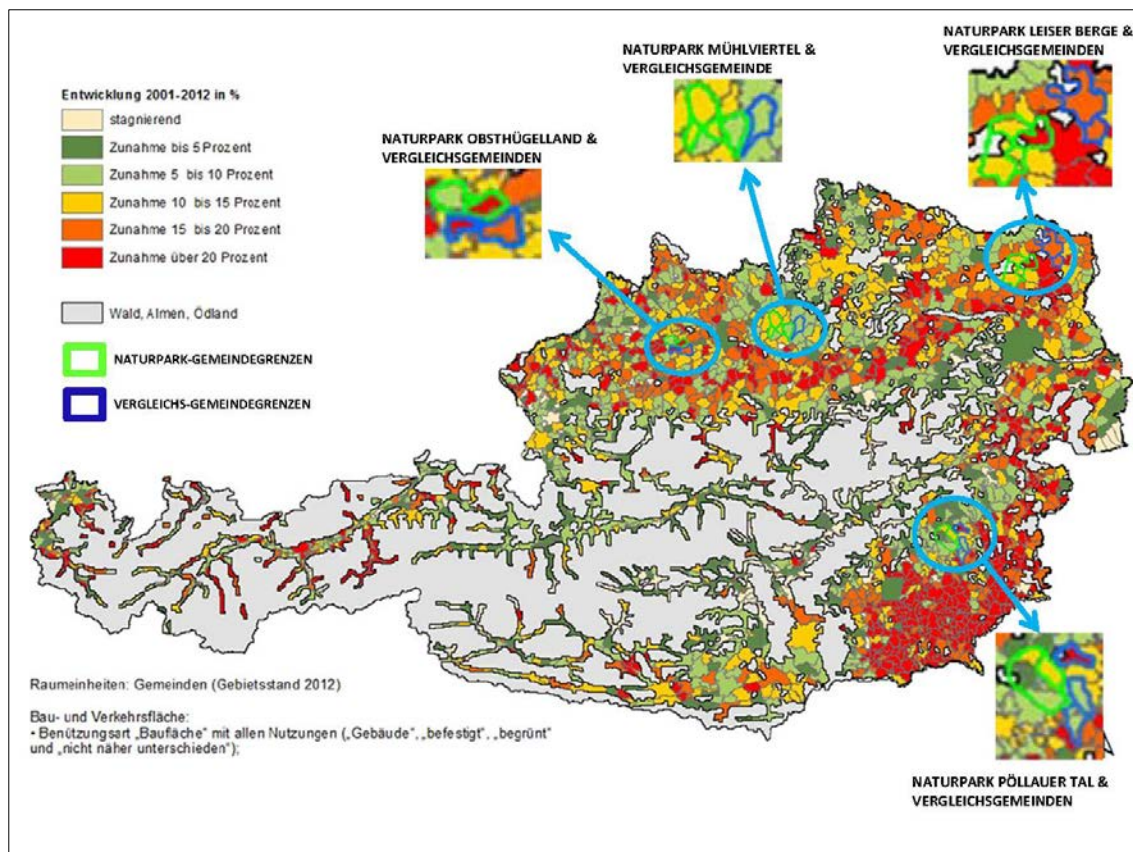 NATURPARK LEISER BERGE &
VERGLEICHSGEMEINDEN
NATURPARK MÜHLVIERTEL &
VERGLEICHSGEMEINDE
NATURPARK OBSTHÜGELLAND &
VERGLEICHSGEMEINDEN
Entwicklung 2001-2012 in %
stagnierend
Zunahme bis 5 Prozent
Zunahme 5 bis 10 Prozent
Zunahme 10 bis 15 Prozent
Zunahme 15 bis 20 Prozent
Zunahme über 20 Prozent
Wald, Almen, Ödland
NATURPARK-GEMEINDEGRENZEN
VERGLEICHS-GEMEINDEGRENZEN
Raumeinheiten: Gemeinden (Gebietsstand 2012)
Bau- und Verkehrsfläche:
• Benützungsart „Baufläche" mit allen Nutzungen („Gebäude", „befestigt", „begrünt"
und „nicht näher unterschieden");
NATURPARK PÖLLAUER TAL &
VERGLEICHSGEMEINDEN